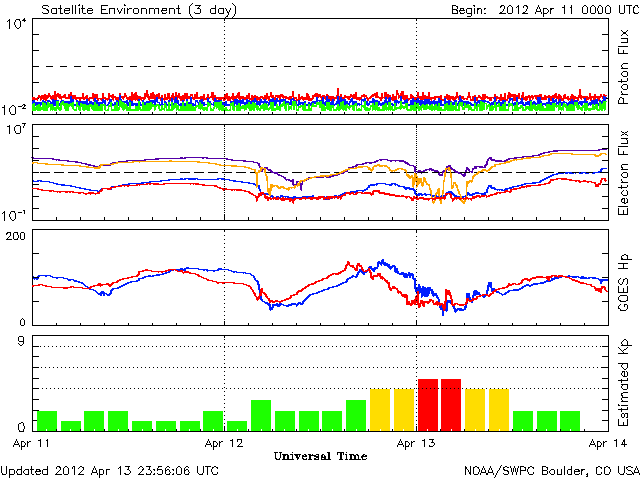 Satellite Environment (3 day) Begin: 2012 Apr 11 0000 UTC
10⁴
10⁻²
Proton Flux
10⁷
10⁻¹
Electron Flux
200
0
GOES Hp
9
0
Estimated Kp
Apr 11 Apr 12 Apr 13 Apr 14
Universal Time
Updated 2012 Apr 13 23:56:06 UTC NOAA/SWPC Boulder, CO USA